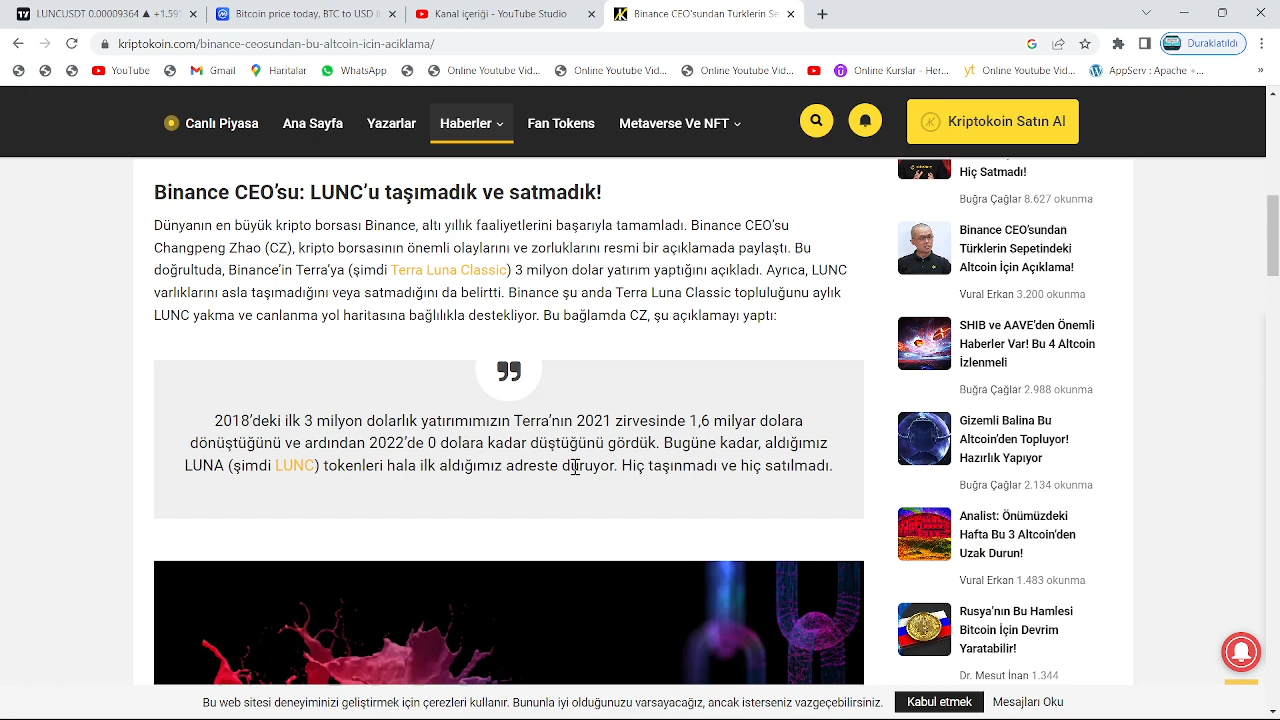 LUNCUSDT 0.00009364 ▲ +1.59%
Bitcoin price today, BTC to USD li
Kanal içeriği - YouTube Studio
Binance CEO'sundan Türklerin Se
kriptokoin.com/binance-ceosundan-bu-altcoin-icin-aciklama/
Duraklatıldı
YouTube
Gmail
Haritalar
WhatsApp
Online Youtube Vid...
Online Youtube Vid...
Online Youtube Vid...
Online Kurslar - Her...
yt Online Youtube Vid...
AppServ : Apache +...
»
Canlı Piyasa
Ana Sayfa
Yazarlar
Haberler
Fan Tokens
Metaverse Ve NFT
Kriptokoin Satın Al
Binance CEO’su: LUNC’u taşımadık ve satmadık!
Dünyanın en büyük kripto borsası Binance, altı yıllık faaliyetlerini başarıyla tamamladı. Binance CEO’su
Changpeng Zhao (CZ), kripto borsasının önemli olaylarını ve zorluklarını resmi bir açıklamada paylaştı. Bu
doğrultuda, Binance’in Terra’ya (şimdi Terra Luna Classic) 3 milyon dolar yatırım yaptığını açıkladı. Ayrıca, LUNC
varlıklarını asla taşımadığını veya satmadığını da belirtti. Binance şu anda Terra Luna Classic topluluğunu aylık
LUNC yakma ve canlanma yol haritasına bağlılıkla destekliyor. Bu bağlamda CZ, şu açıklamayı yaptı:
2018’deki ilk 3 milyon dolarlık yatırımımızın Terra’nın 2021 zirvesinde 1,6 milyar dolara
dönüştüğünü ve ardından 2022’de 0 dolara kadar düştüğünü gördük. Bugüne kadar, aldığımız
LUNA (şimdi LUNC) tokenleri hala ilk aldığımız adreste duruyor. Hiç taşınmadı ve hiç satılmadı.
Hiç Satmadı!
Buğra Çağlar 8.627 okunma
Binance CEO’sundan
Türklerin Sepetindeki
Altcoin İçin Açıklama!
Vural Erkan 3.200 okunma
SHIB ve AAVE’den Önemli
Haberler Var! Bu 4 Altcoin
İzlenmeli
Buğra Çağlar 2.988 okunma
Gizemli Balina Bu
Altcoin’den Topluyor!
Hazırlık Yapıyor
Buğra Çağlar 2.134 okunma
Analist: Önümüzdeki
Hafta Bu 3 Altcoin’den
Uzak Durun!
Vural Erkan 1.483 okunma
Rusya’nın Bu Hamlesi
Bitcoin İçin Devrim
Yaratabilir!
Dr. Mesut İnan 1.344
Bu web sitesi deneyiminizi geliştirmek için çerezleri kullanır. Bununla iyi olduğunuzu varsayacağız, ancak isterseniz vazgeçebilirsiniz.
Kabul etmek
Mesajları Oku